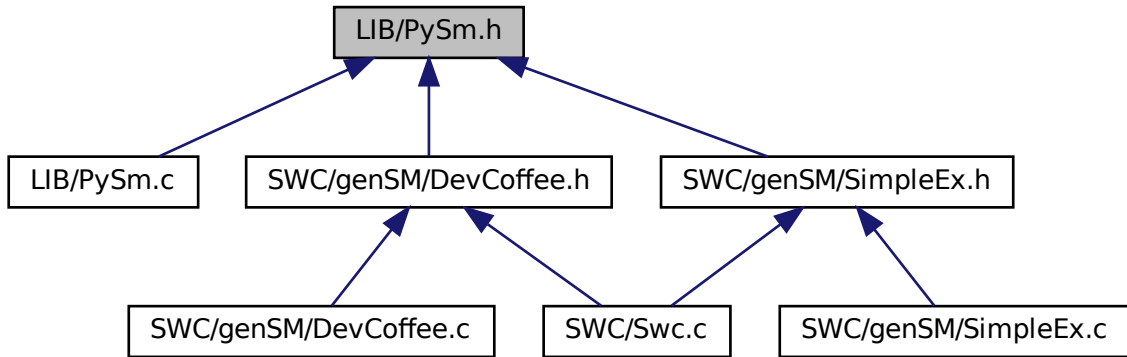 LIB/PySm.h
LIB/PySm.c
SWC/genSM/DevCoffee.h
SWC/genSM/SimpleEx.h
SWC/genSM/DevCoffee.c
SWC/Swc.c
SWC/genSM/SimpleEx.c